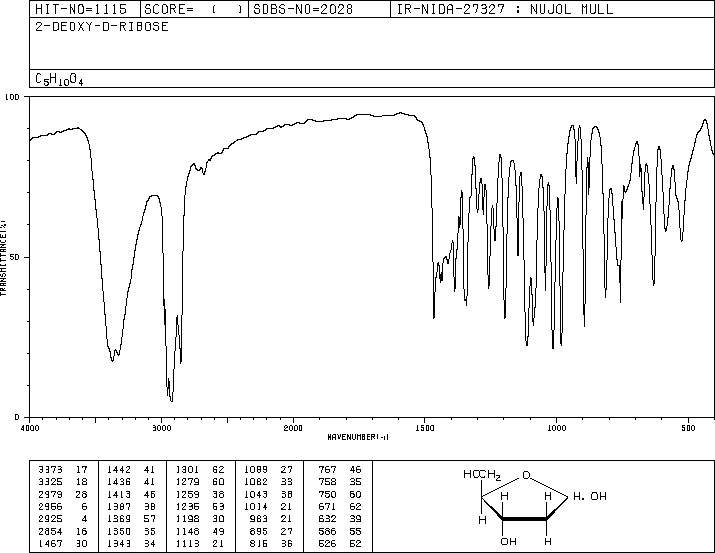 HIT-NO=1115 SCORE= ( ) SDBS-NO=2028 IR-NIDA-27327 : NUJOL MULL
2-DEOXY-D-RIBOSE
C5H10O4
100
TRANSMITTANCE(%)
50
0
4000 3000 2000 1500 1000 500
WAVENUMBER(-1)
3373 17 1442 41 1301 62 1089 27 767 46
3325 18 1436 41 1279 60 1082 33 758 35
2979 28 1413 46 1259 38 1043 38 750 60
2956 6 1387 38 1236 53 1014 21 671 62
2925 4 1369 57 1198 30 983 21 632 39
2854 16 1350 35 1148 49 895 27 586 55
1467 30 1343 34 1113 21 816 36 526 52
HOCH2 O
H H H. OH
H H
OH H